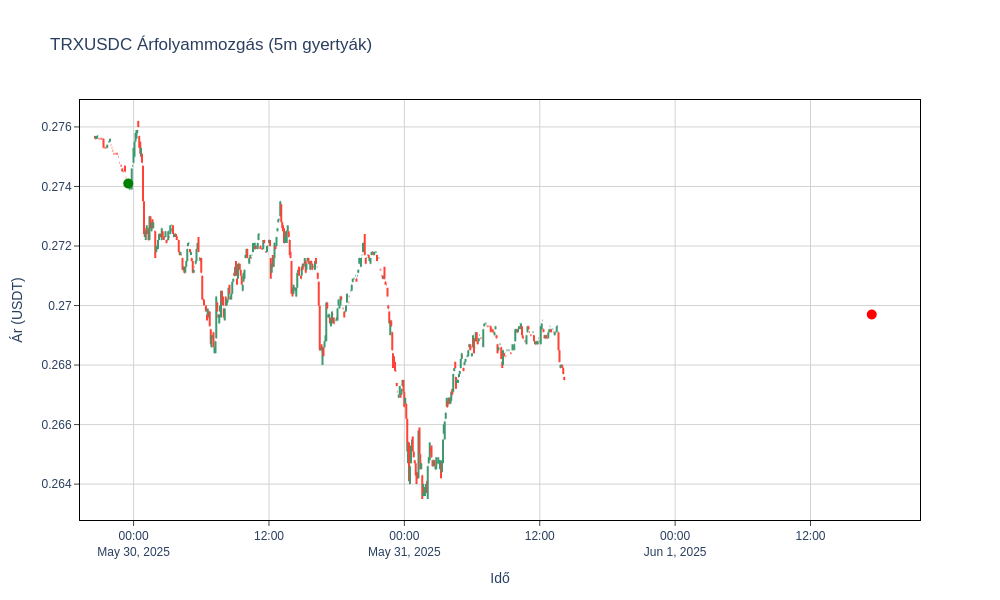 TRXUSDC Árfolyammozgás (5m gyertyák)
0.276
0.274
0.272
0.27
0.268
0.266
0.264
Ár (USDT)
00:00 12:00 00:00 12:00 00:00 12:00
May 30, 2025 May 31, 2025 Jun 1, 2025
Idő